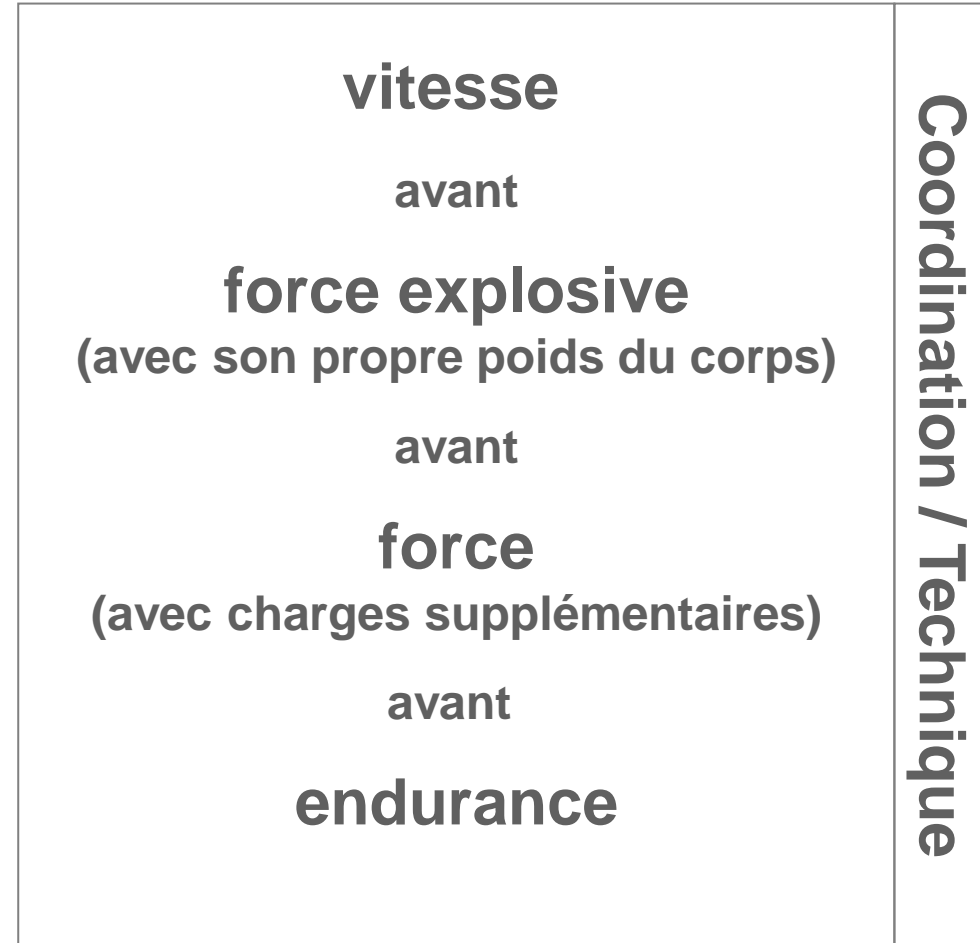 vitesse
avant
force explosive
(avec son propre poids du corps)
avant
force
(avec charges supplémentaires)
avant
endurance
Coordination / Technique